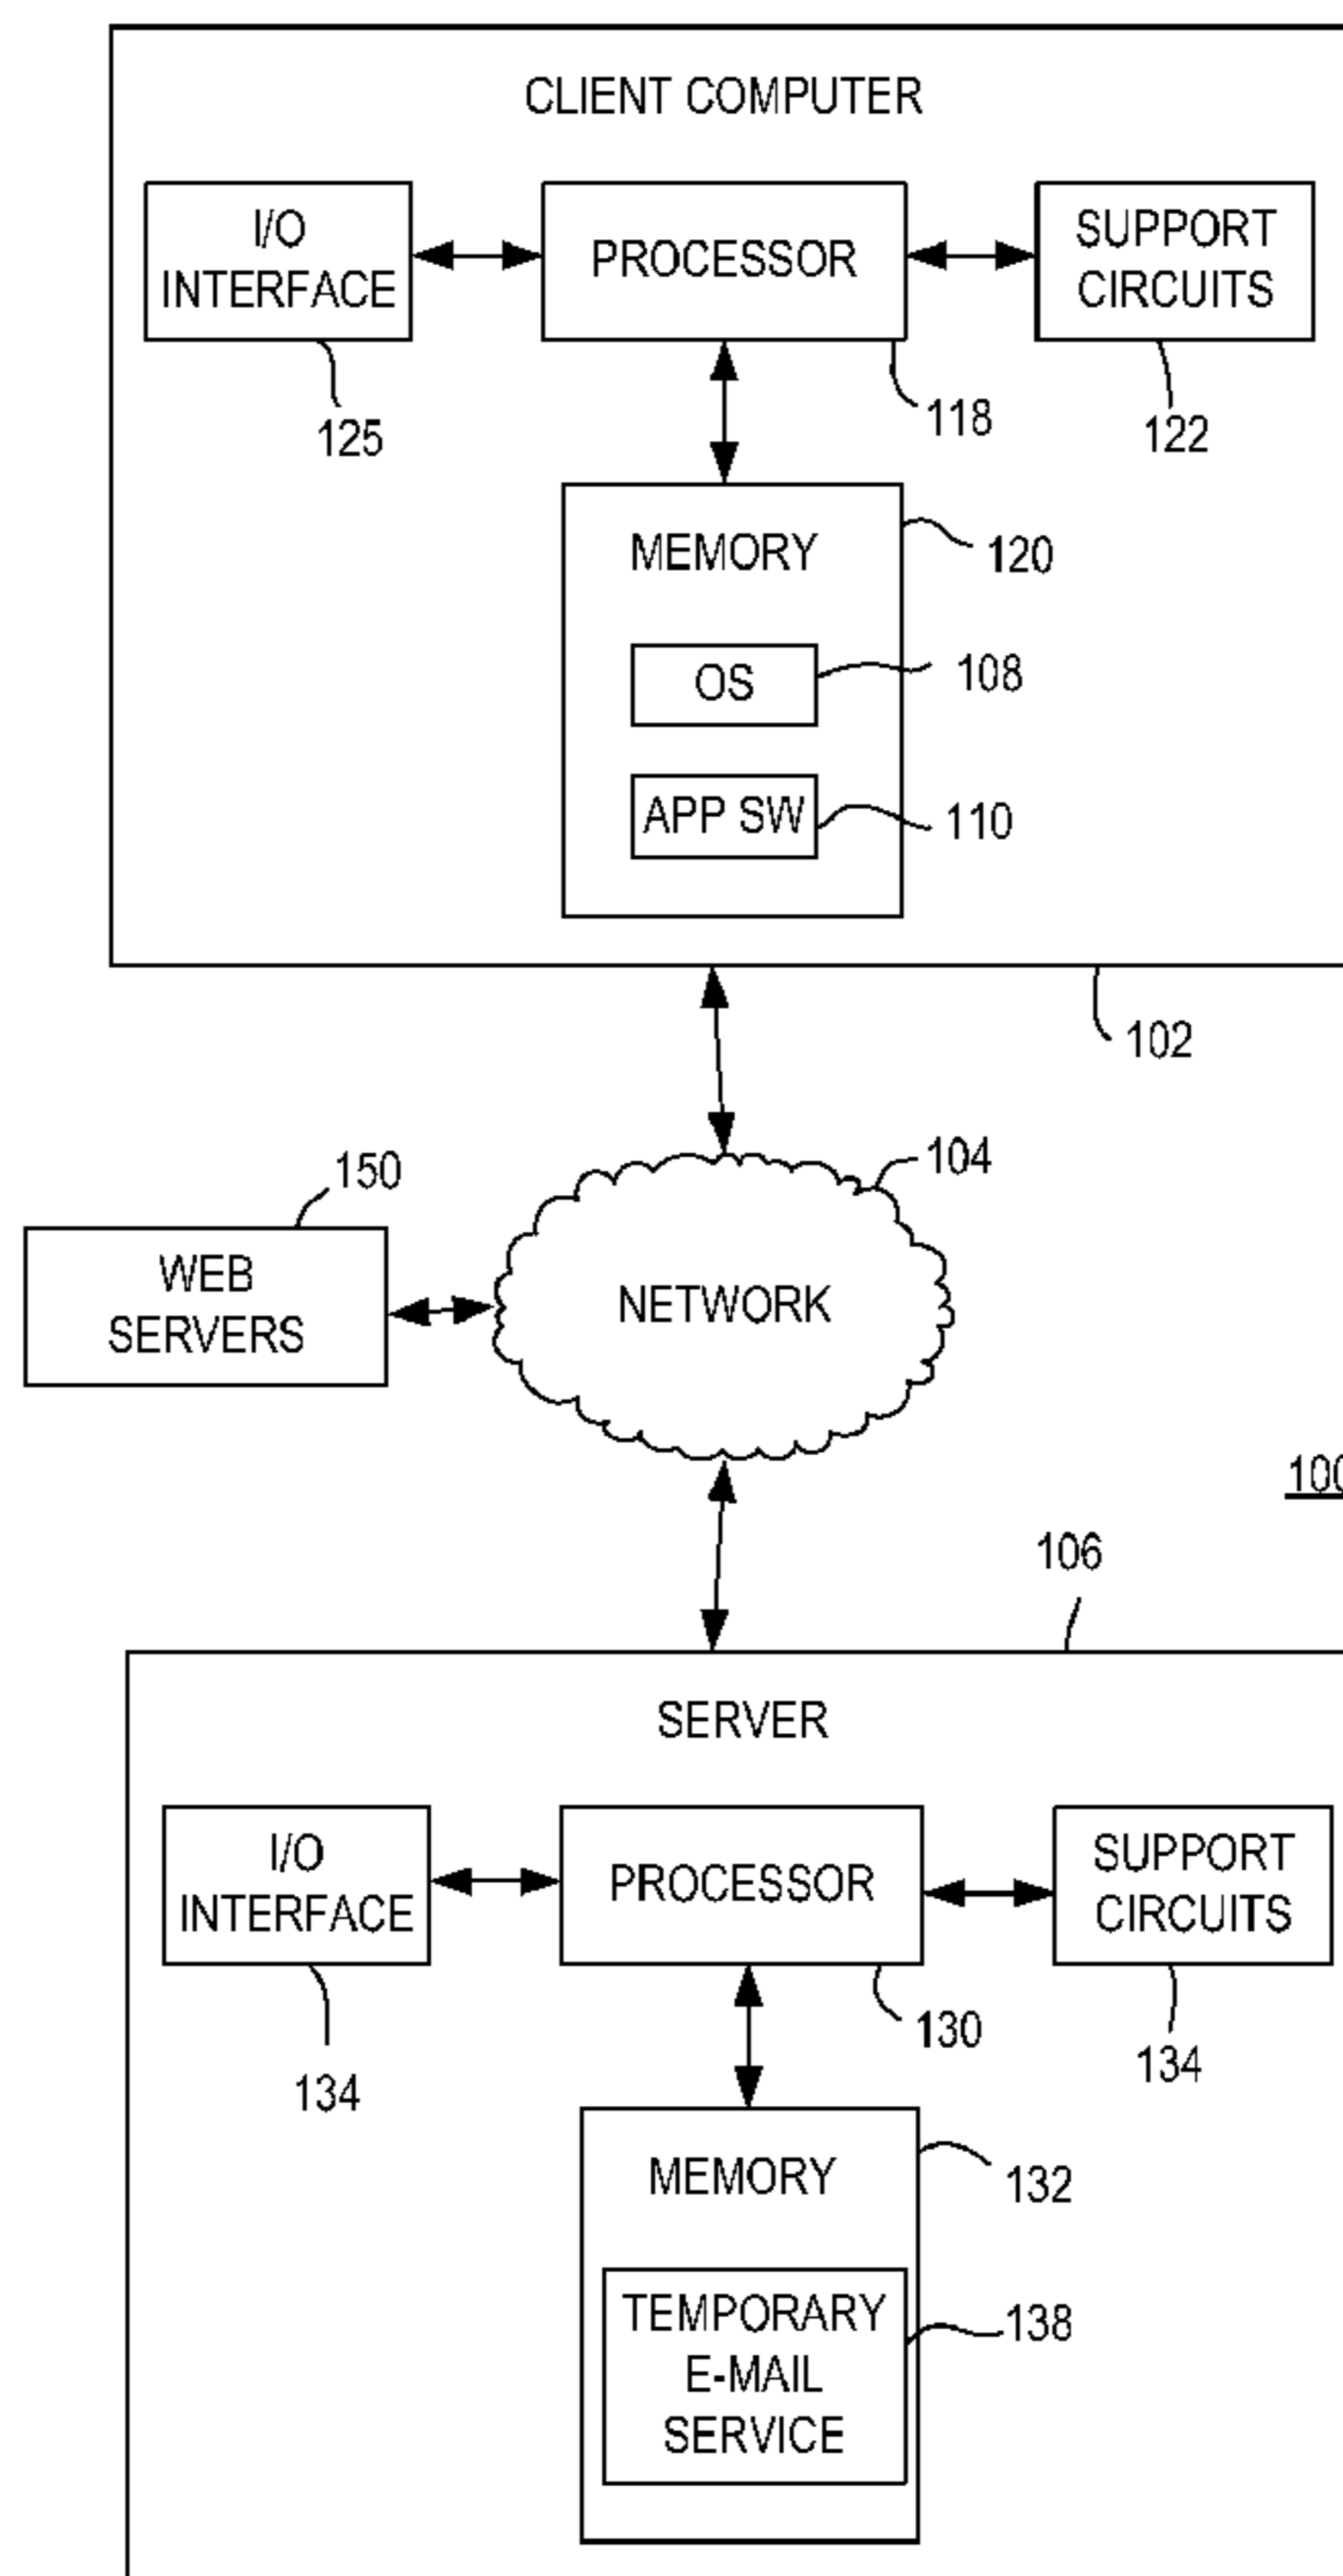 CLIENT COMPUTER
I/O
INTERFACE
PROCESSOR
SUPPORT
CIRCUITS
125
118
122
MEMORY
120
OS
108
APP SW
110
102
104
150
WEB
SERVERS
NETWORK
100
106
SERVER
I/O
INTERFACE
PROCESSOR
SUPPORT
CIRCUITS
134
130
134
MEMORY
132
TEMPORARY
E-MAIL
SERVICE
138